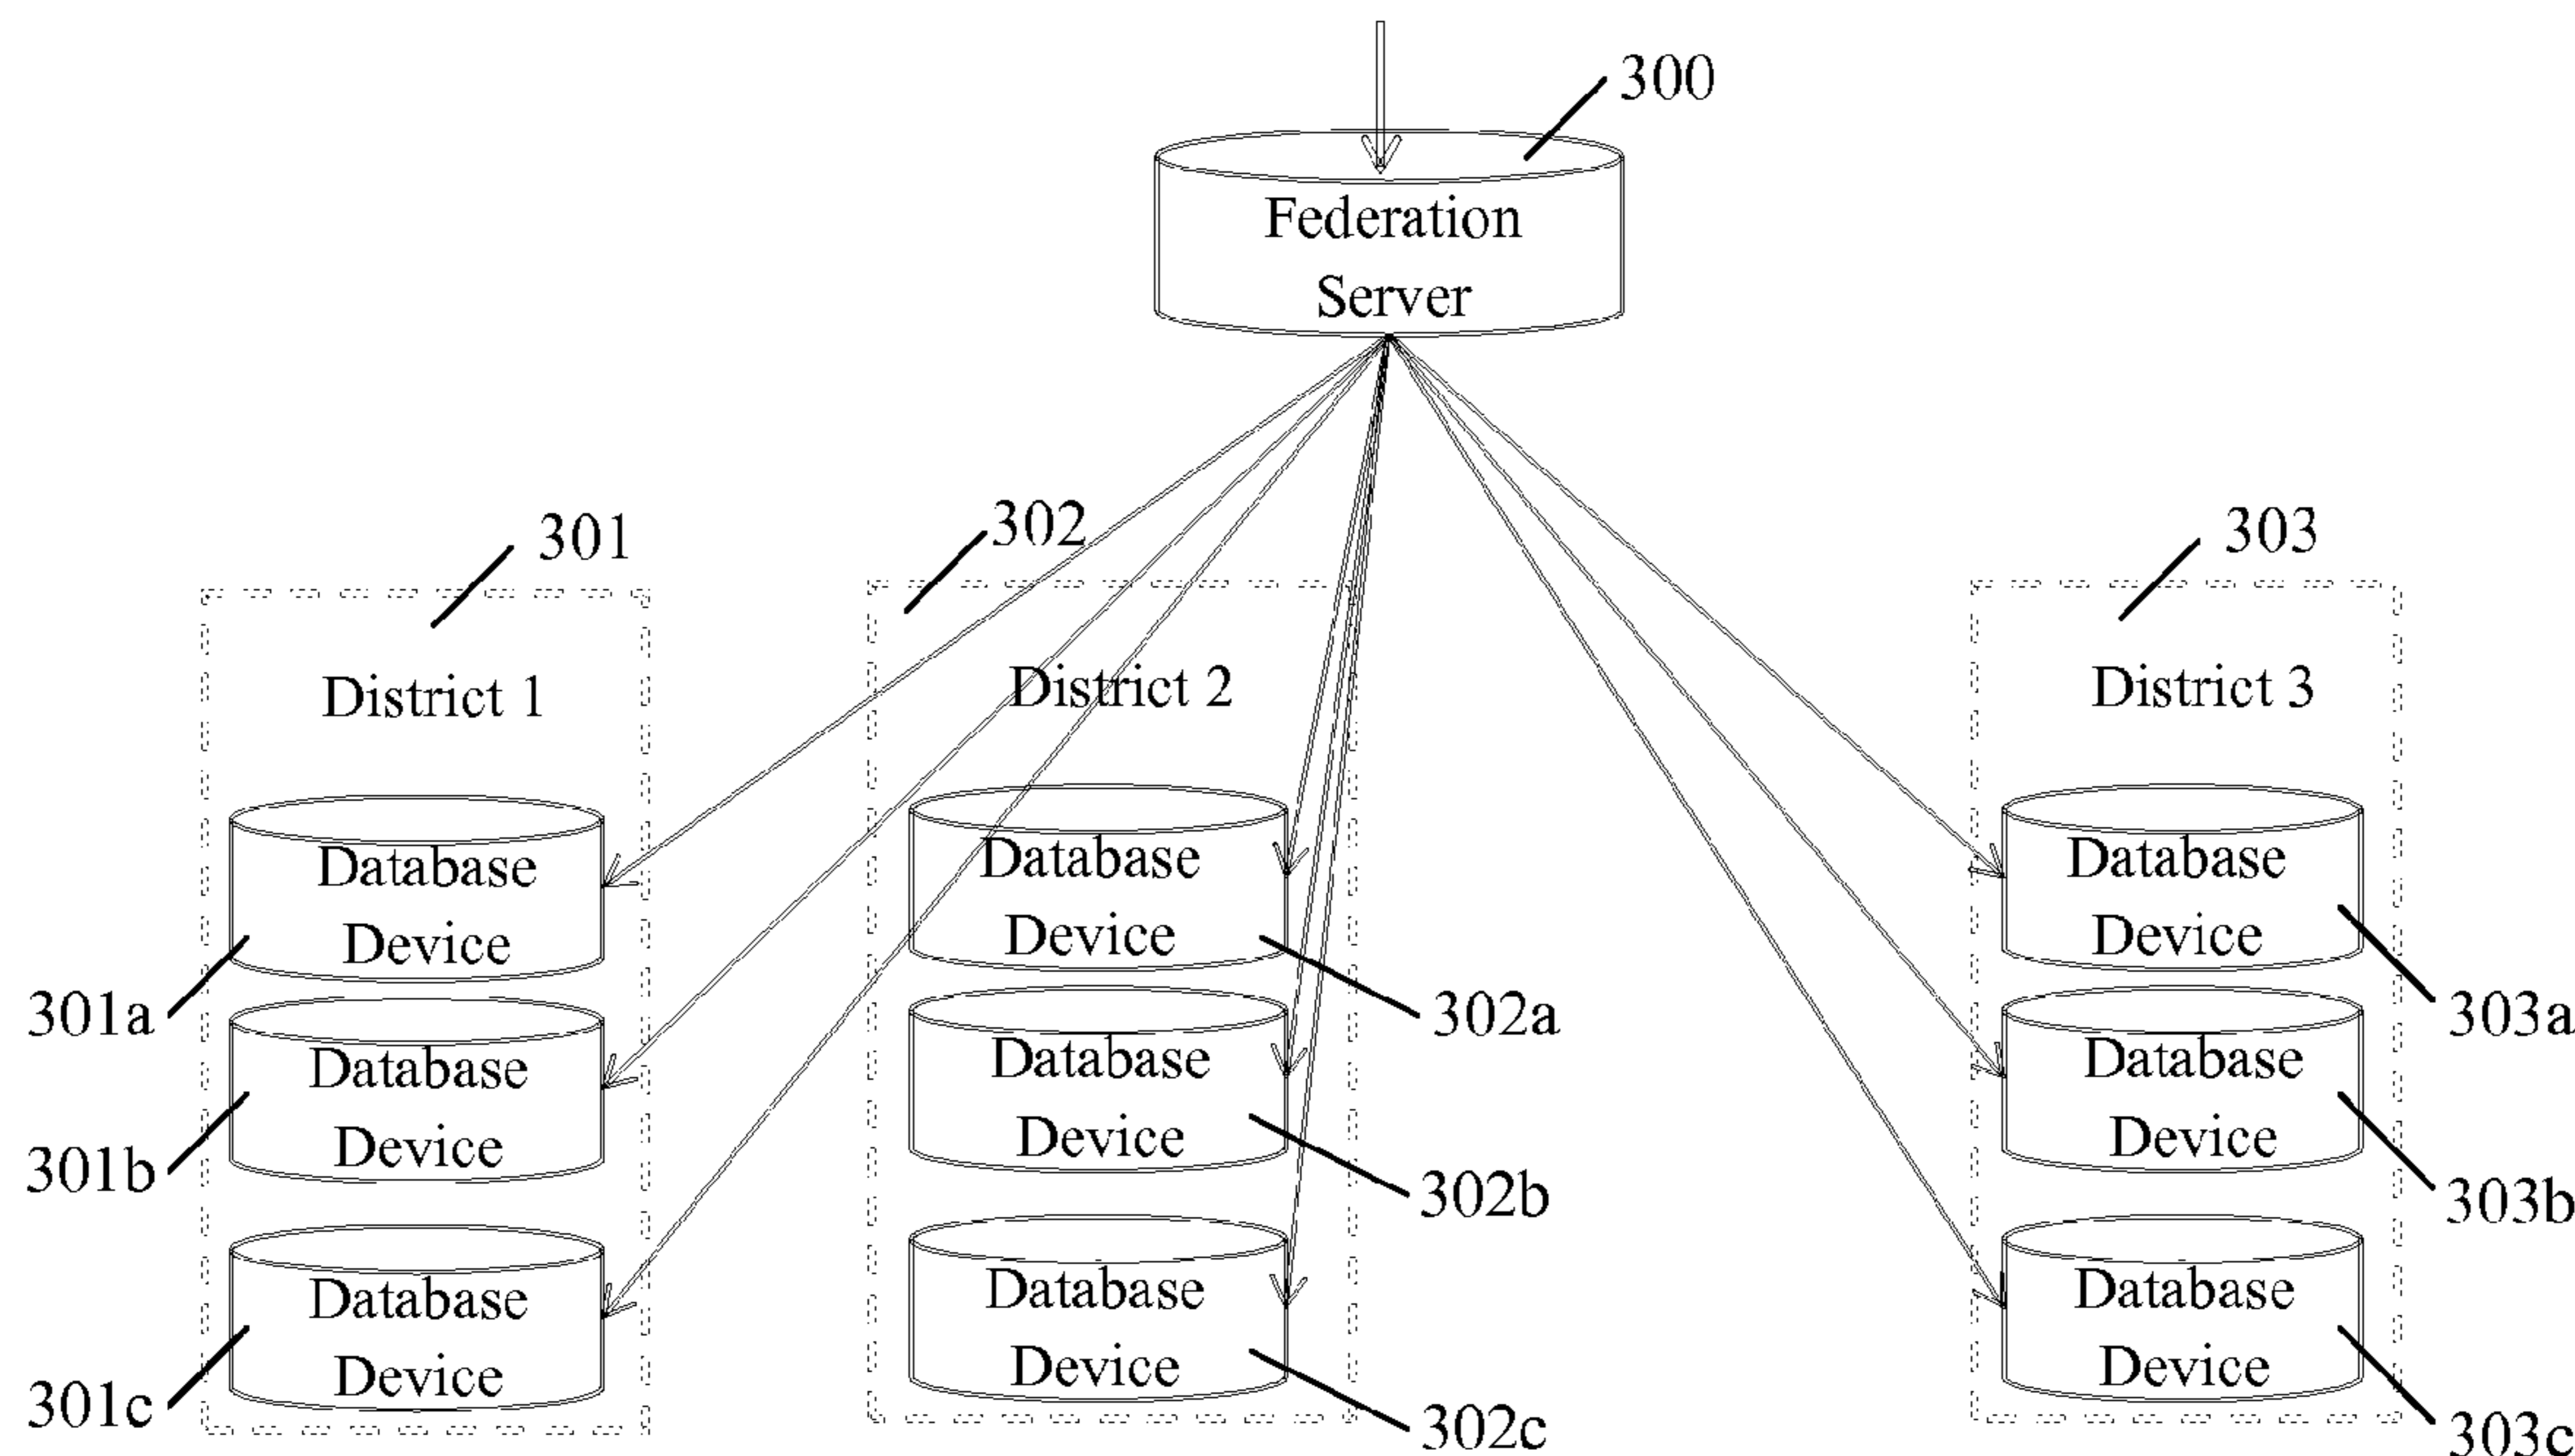 300
Federation
Server
301
302
303
District 1
District 2
District 3
Database
Device
301a
Database
Device
301b
Database
Device
301c
Database
Device
302a
Database
Device
302b
Database
Device
302c
Database
Device
303a
Database
Device
303b
Database
Device
303c